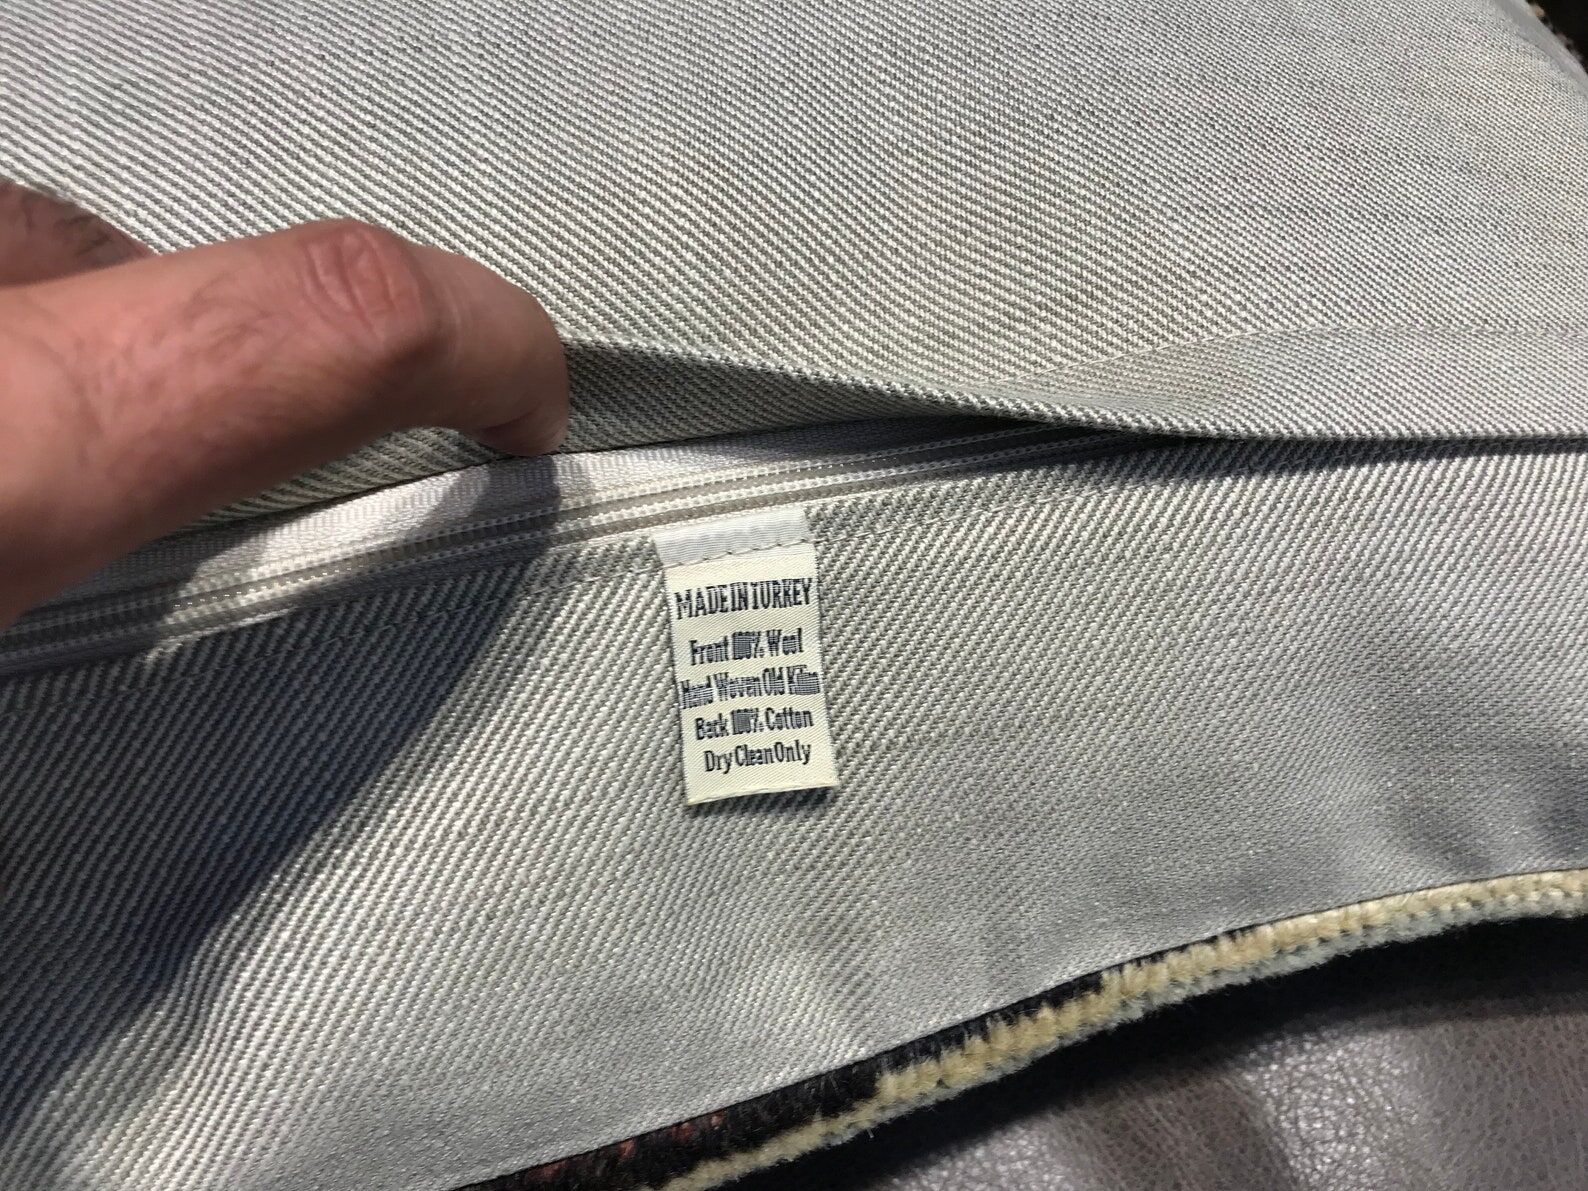 MADE IN TURKEY
Front 100% Wool
Hand Woven Old Kilim
Back 100% Cotton
Dry Clean Only